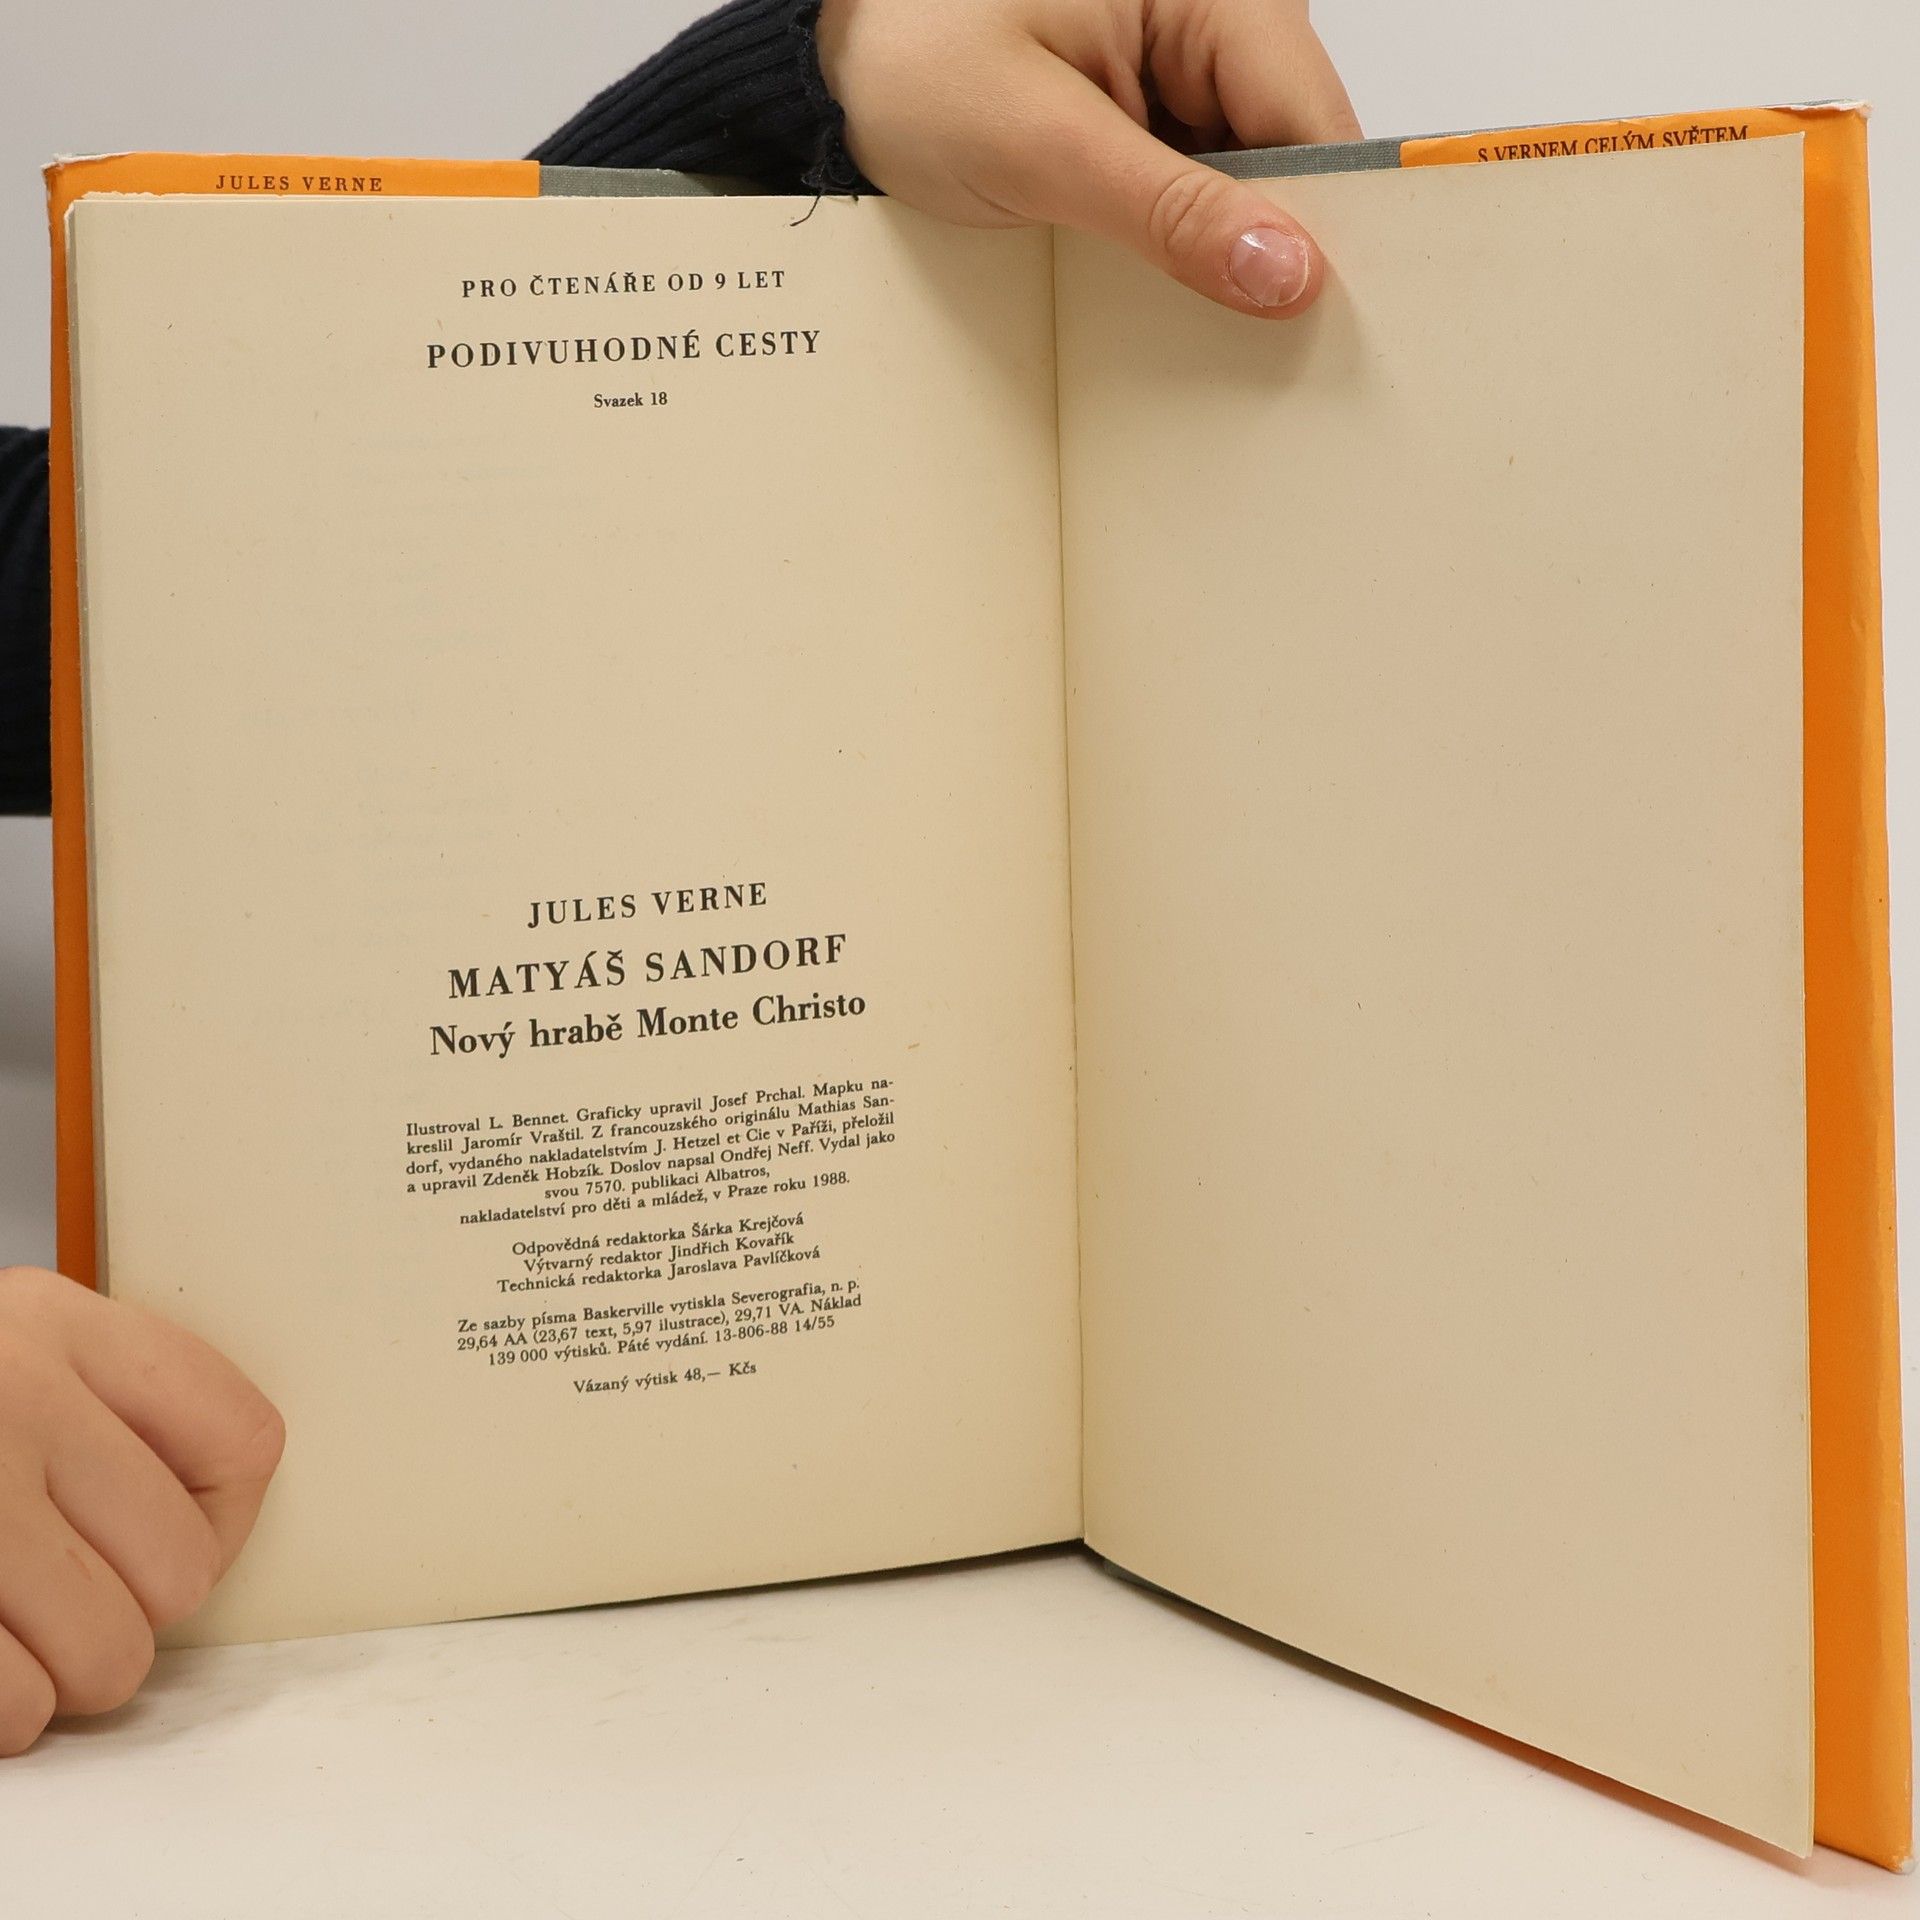 JULES VERNE
S VERNEM CELÝM SVĚTEM
PRO ČTENÁŘE OD 9 LET
PODIVUHODNÉ CESTY
Svazek 18
JULES VERNE
MATYÁŠ SANDORF
Nový hrabě Monte Christo
Ilustroval L. Bennet. Graficky upravil Josef Prchal. Mapku na-
kreslil Jaromír Vraštil. Z francouzského originálu Mathias San-
dorf, vydaného nakladatelstvím J. Hetzel et Cie v Paříži, přeložil
a upravil Zdeněk Hobzík. Doslov napsal Ondřej Neff. Vydal jako
svou 7570. publikaci Albatros,
nakladatelství pro děti a mládež, v Praze roku 1988.
Odpovědná redaktorka Šárka Krejčová
Výtvarný redaktor Jindřich Kovařík
Technická redaktorka Jaroslava Pavlíčková
Ze sazby písma Baskerville vytiskla Severografia, n. p.
29,64 AA (23,67 text, 5,97 ilustrace), 29,71 VA. Náklad
139 000 výtisků. Páté vydání. 13-806-88 14/55
Vázaný výtisk 48,— Kčs